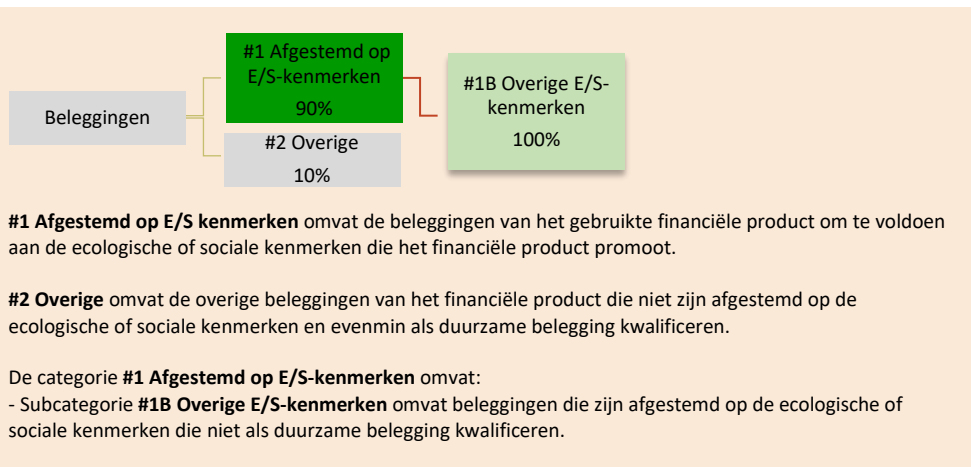 #1 Afgestemd op
E/S-kenmerken
90%
Beleggingen
#2 Overige
10%
#1B Overige E/S-
kenmerken
100%
#1 Afgestemd op E/S kenmerken omvat de beleggingen van het gebruikte financiële product om te voldoen
aan de ecologische of sociale kenmerken die het financiële product promoot.
#2 Overige omvat de overige beleggingen van het financiële product die niet zijn afgestemd op de
ecologische of sociale kenmerken en evenmin als duurzame belegging kwalificeren.
De categorie #1 Afgestemd op E/S-kenmerken omvat:
- Subcategorie #1B Overige E/S-kenmerken omvat beleggingen die zijn afgestemd op de ecologische of
sociale kenmerken die niet als duurzame belegging kwalificeren.